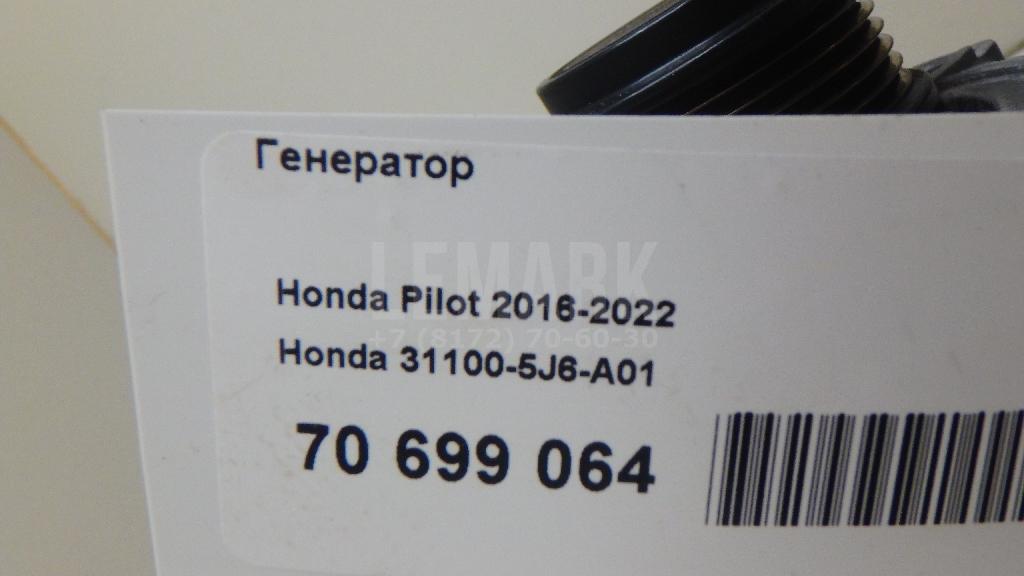 Генератор
LEMARK
Honda Pilot 2016-2022
+7 (8172) 70-60-30
Honda 31100-5J6-A01
70 699 064